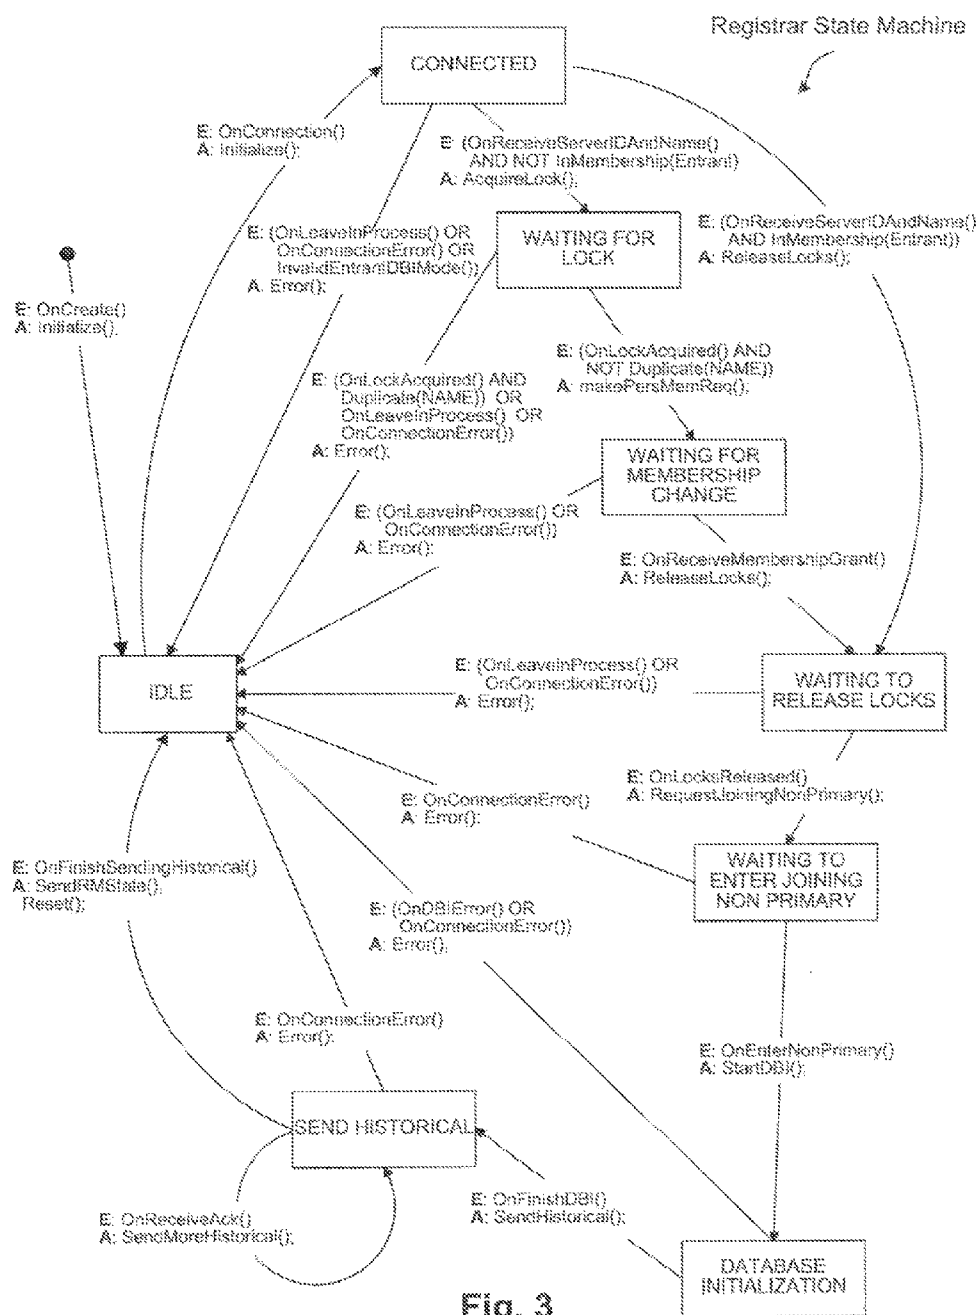 Registrar State Machine
CONNECTED
E: OnConnection()
A: Initialize();
E: (OnReceiveServerIDAndName()
AND NOT InMembership(Entrant)
A: AcquireLock();
E: (OnReceiveServerIDAndName()
AND InMembership(Entrant))
A: ReleaseLocks();
E: (OnLeaveInProcess() OR
OnConnectionError() OR
InvalidEntrantDBIMode())
A: Error();
WAITING FOR
LOCK
E: OnCreate()
A: Initialize();
E: (OnLockAcquired() AND
NOT Duplicate(NAME))
A: makePersMemReq();
E: (OnLockAcquired() AND
Duplicate(NAME)) OR
OnLeaveInProcess() OR
OnConnectionError())
A: Error();
WAITING FOR
MEMBERSHIP
CHANGE
E: (OnLeaveInProcess() OR
OnConnectionError())
A: Error();
E: OnReceiveMembershipGrant()
A: ReleaseLocks();
IDLE
E: (OnLeaveInProcess() OR
OnConnectionError())
A: Error();
WAITING TO
RELEASE LOCKS
E: OnLocksReleased()
A: RequestJoiningNonPrimary();
E: OnConnectionError()
A: Error();
WAITING TO
ENTER JOINING
NON PRIMARY
E: OnFinishSendingHistorical()
A: SendRMState(),
Reset();
E: (OnDBIError() OR
OnConnectionError())
A: Error();
E: OnConnectionError()
A: Error();
E: OnEnterNonPrimary()
A: StartDBI();
SEND HISTORICAL
E: OnReceiveAck()
A: SendMoreHistorical();
E: OnFinishDBI()
A: SendHistorical();
DATABASE
INITIALIZATION
Fig. 3